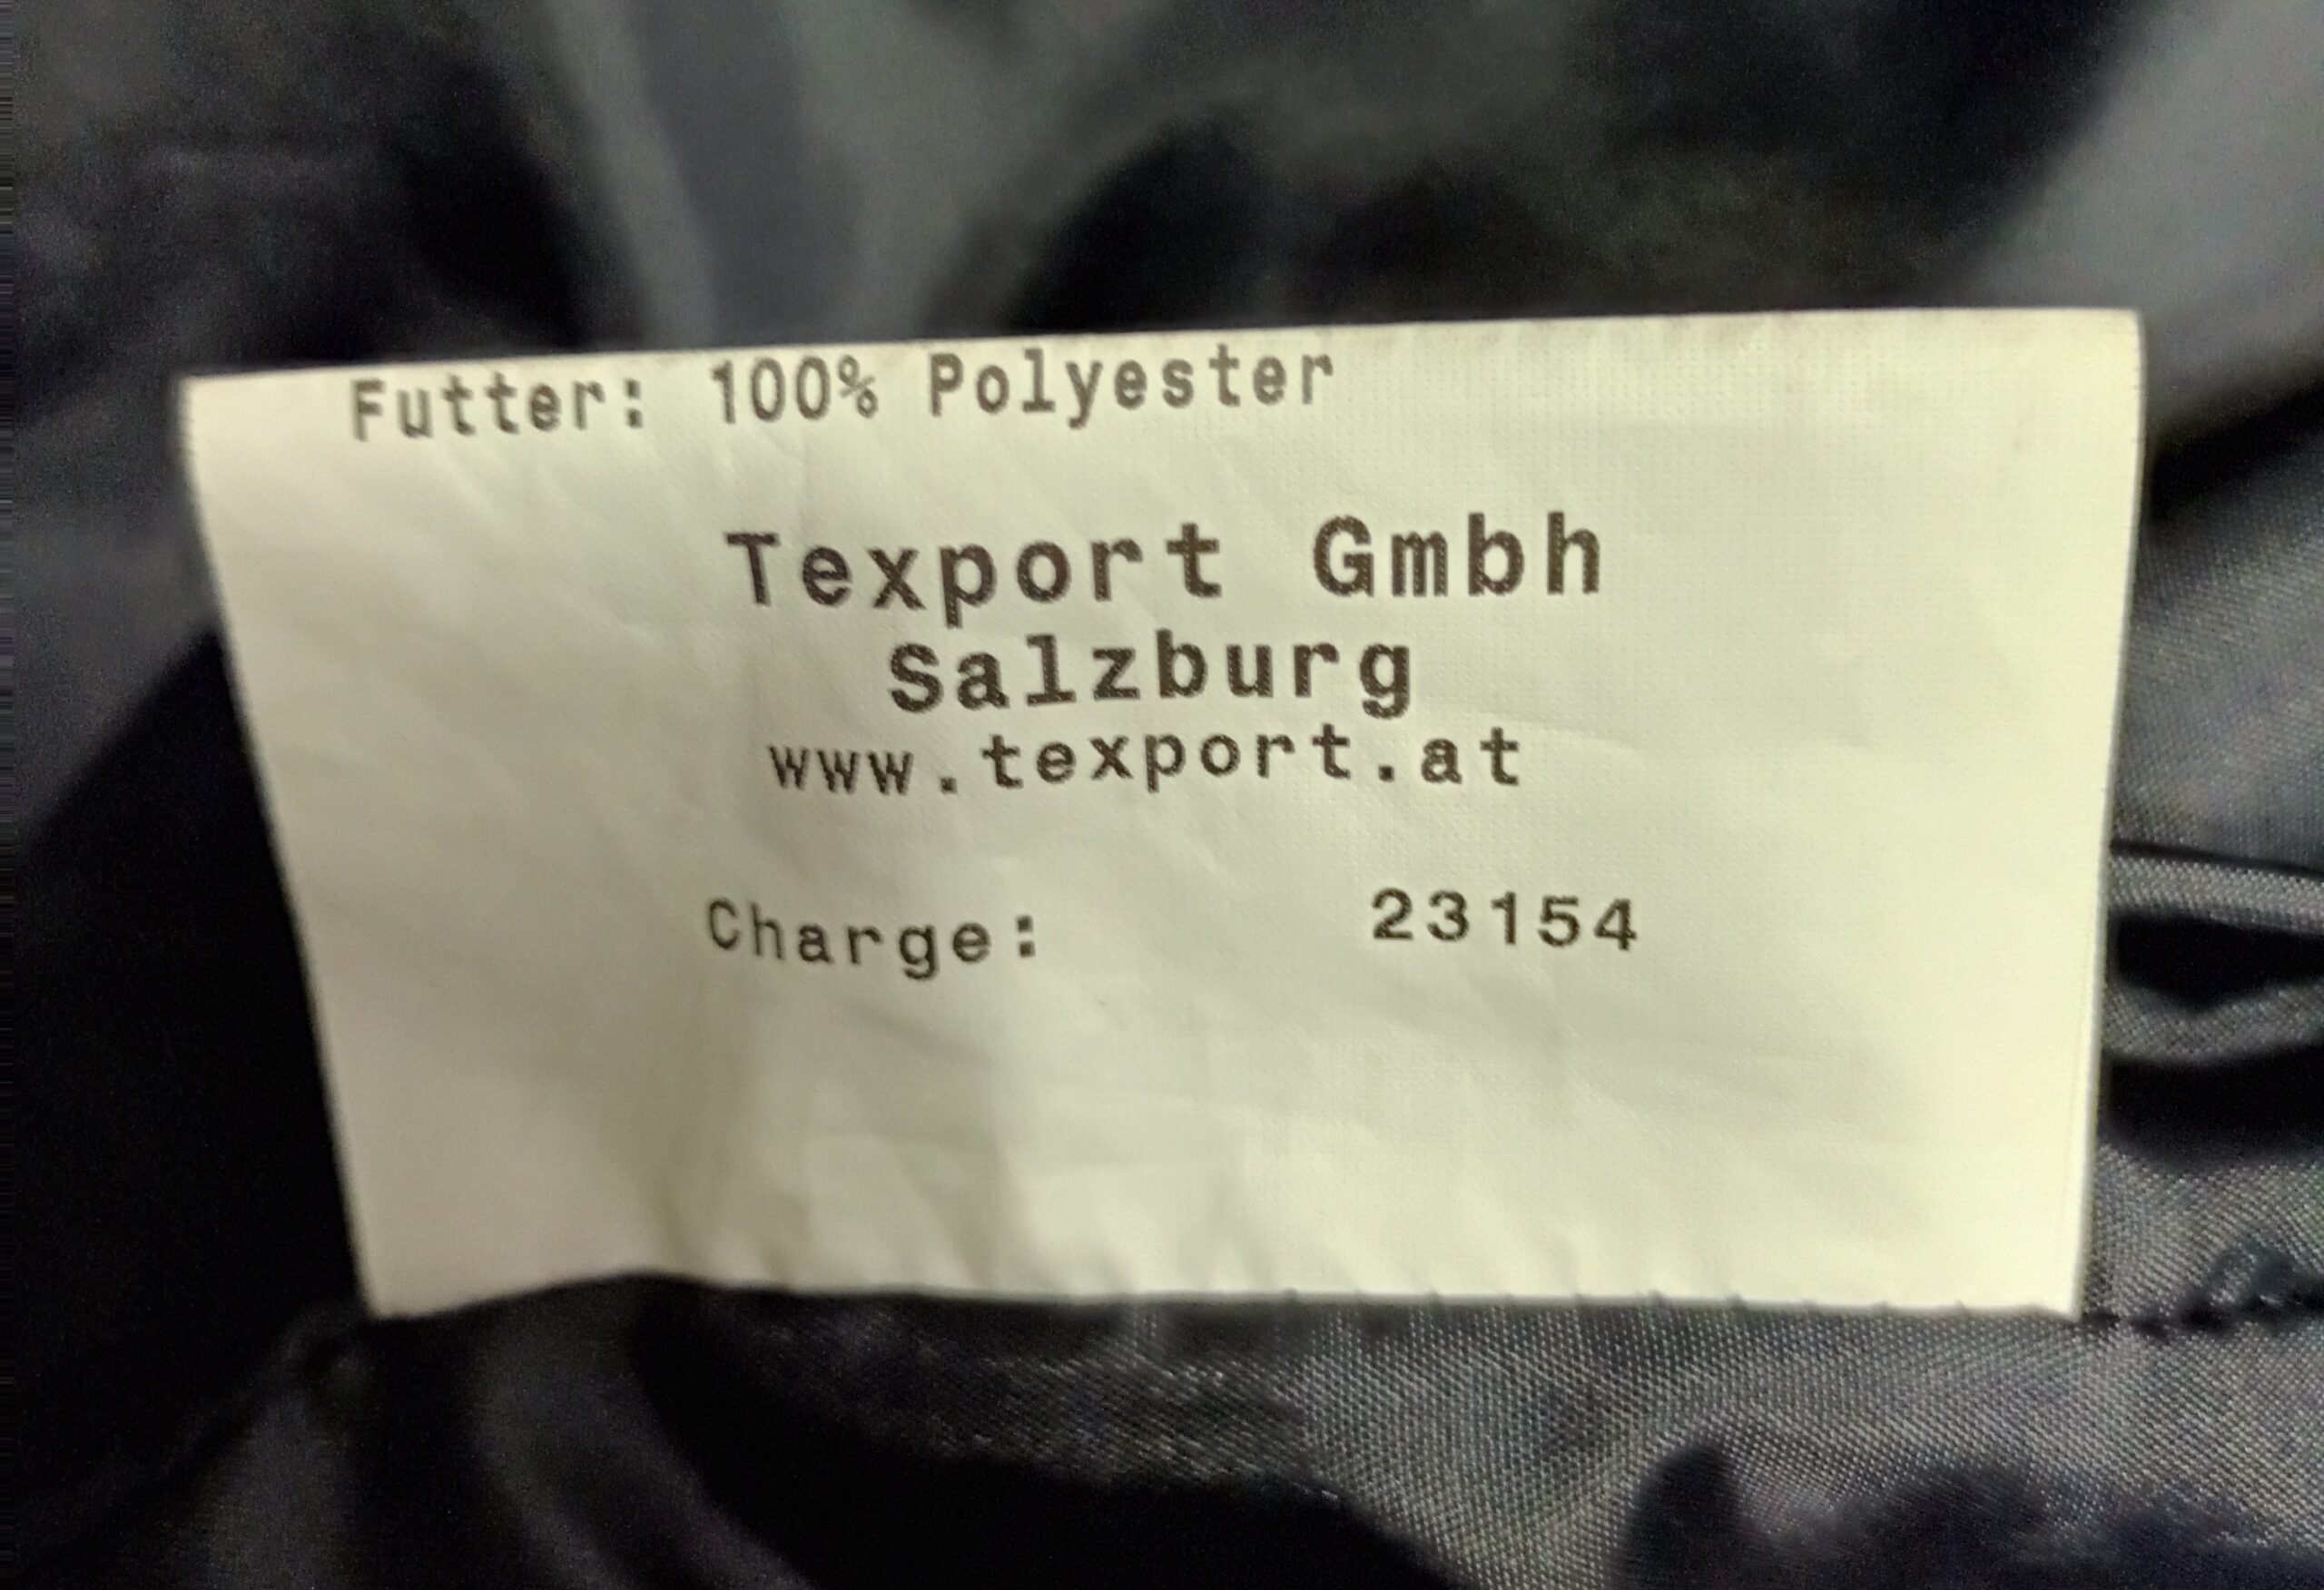 Futter: 100% Polyester
Texport Gmbh
Salzburg
www.texport.at
Charge: 23154